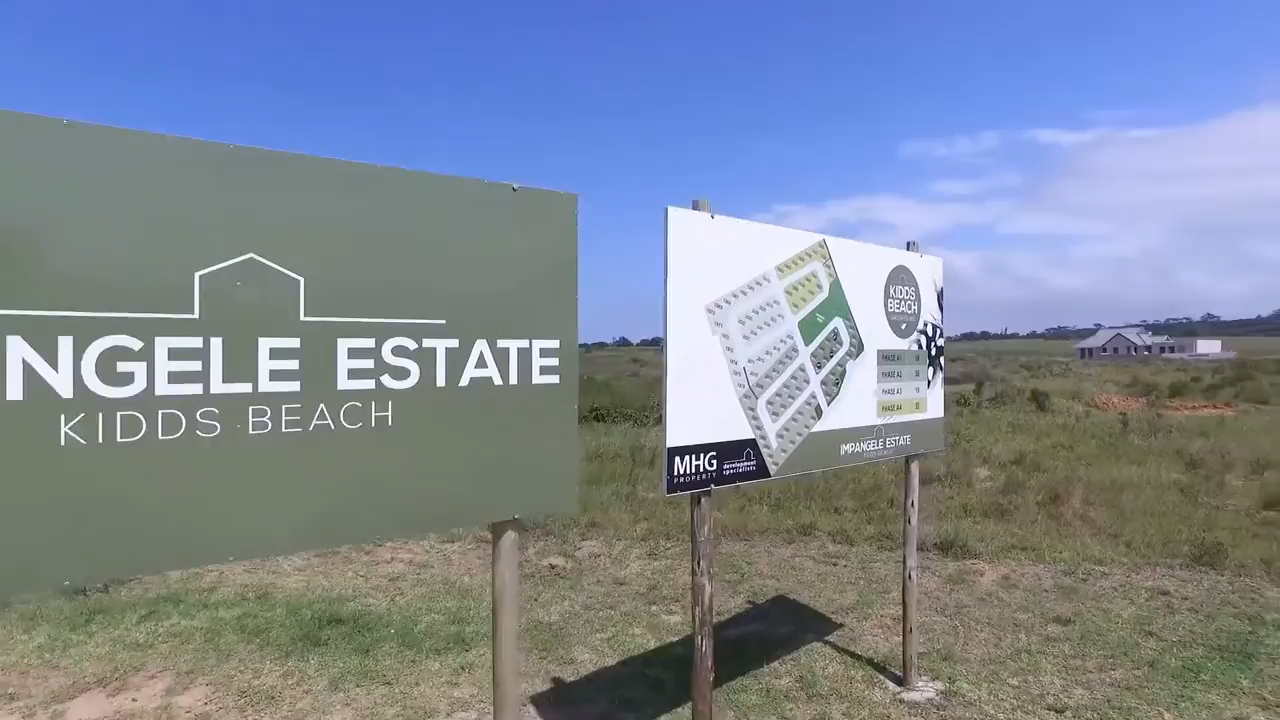 NGELE ESTATE
KIDDS BEACH
KIDDS
BEACH
PHASE A1
PHASE A2
PHASE A3
PHASE A4
IMPANGELE ESTATE
KIDDS BEACH
MHG
PROPERTY
development
specialists